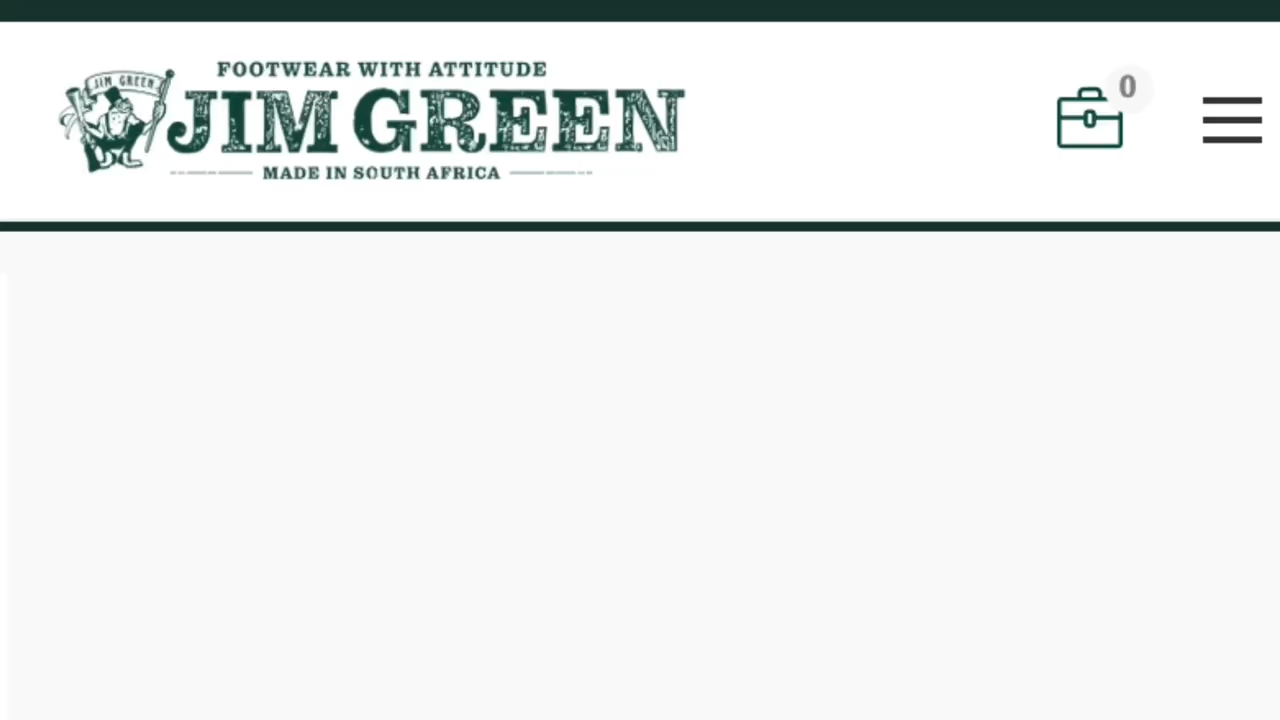 FOOTWEAR WITH ATTITUDE
JIM GREEN
JIM GREEN
MADE IN SOUTH AFRICA
0